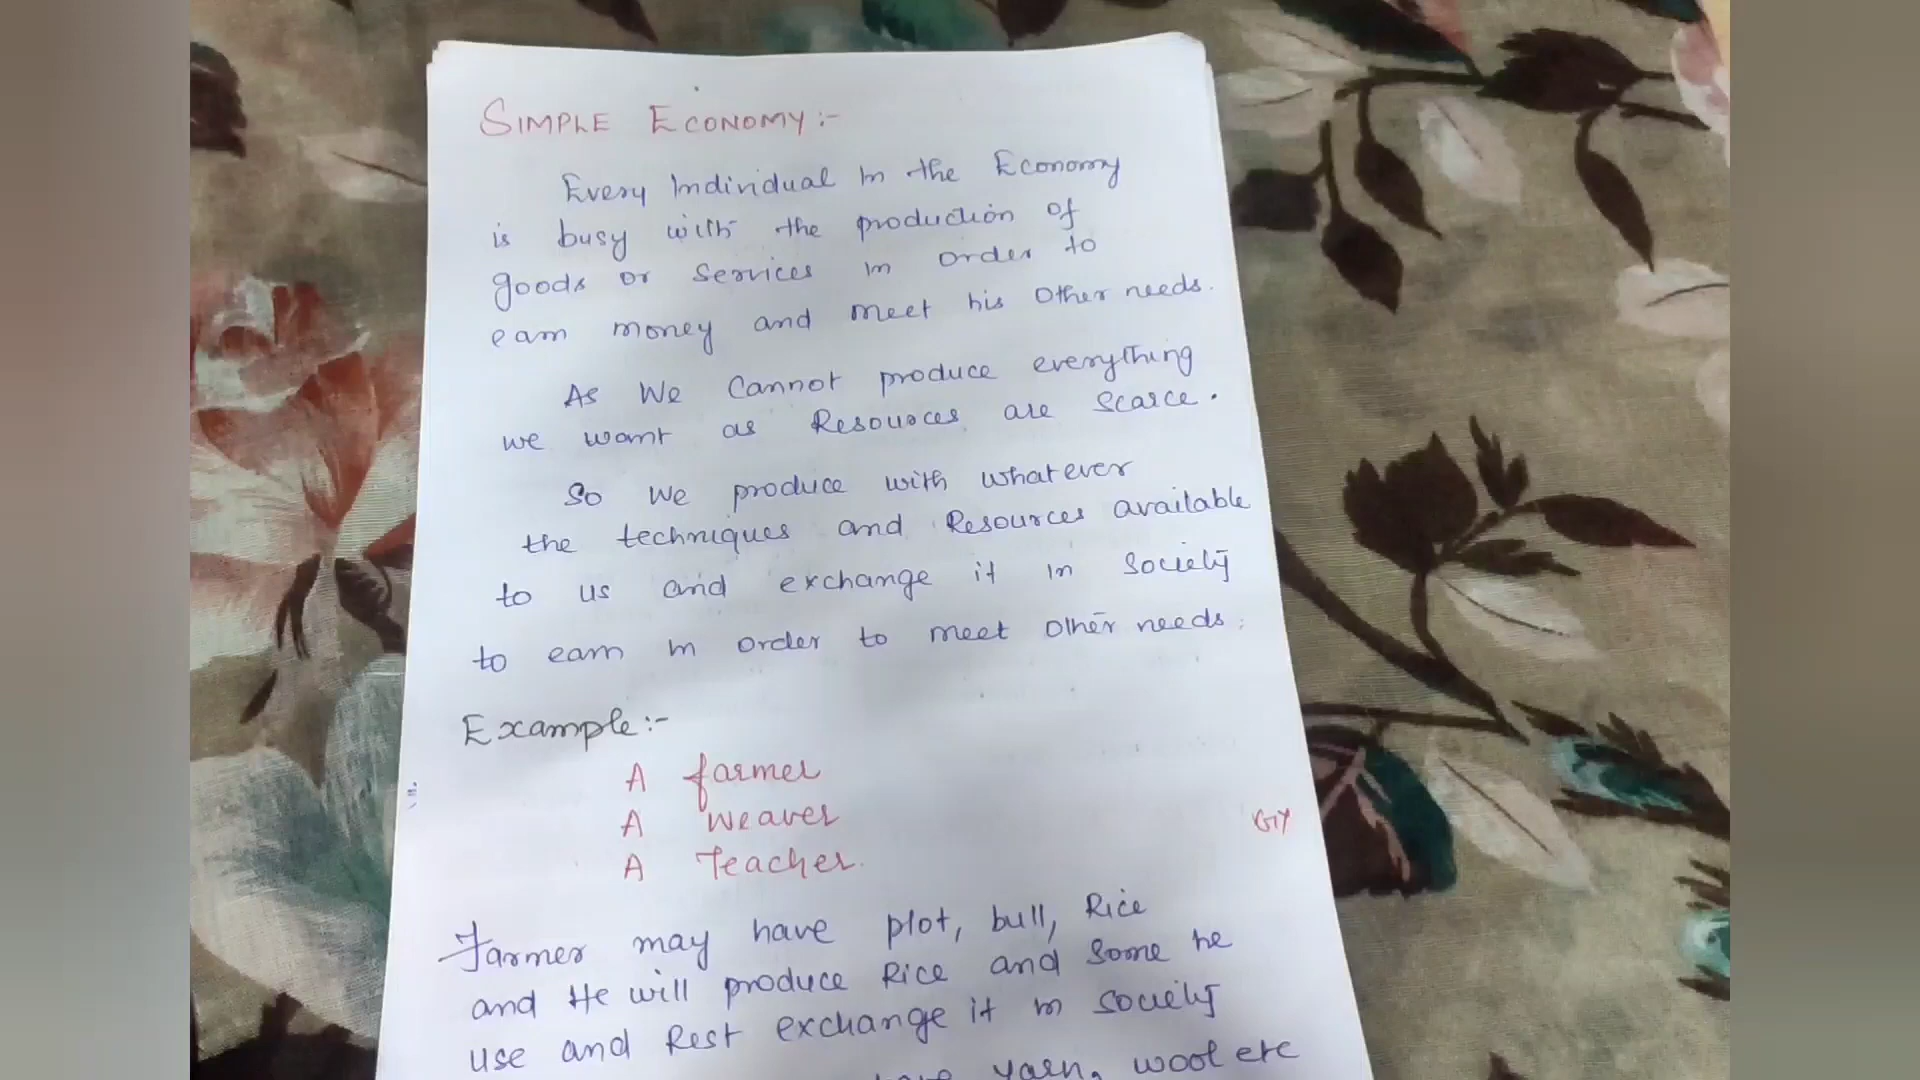 SIMPLE ECONOMY:-
Every Individual in the Economy
is busy with the production of
goods or services in order to
earn money and meet his other needs.
As We Cannot produce everything
we want as Resources are scarce.
So We produce with whatever
the techniques and Resources available
to us and exchange it in Society
to earn in order to meet other needs.
Example:-
A farmer
A weaver
A Teacher.
Farmer may have plot, bull, Rice
and He will produce Rice and Some he
use and Rest exchange it in society
yarn, wool etc